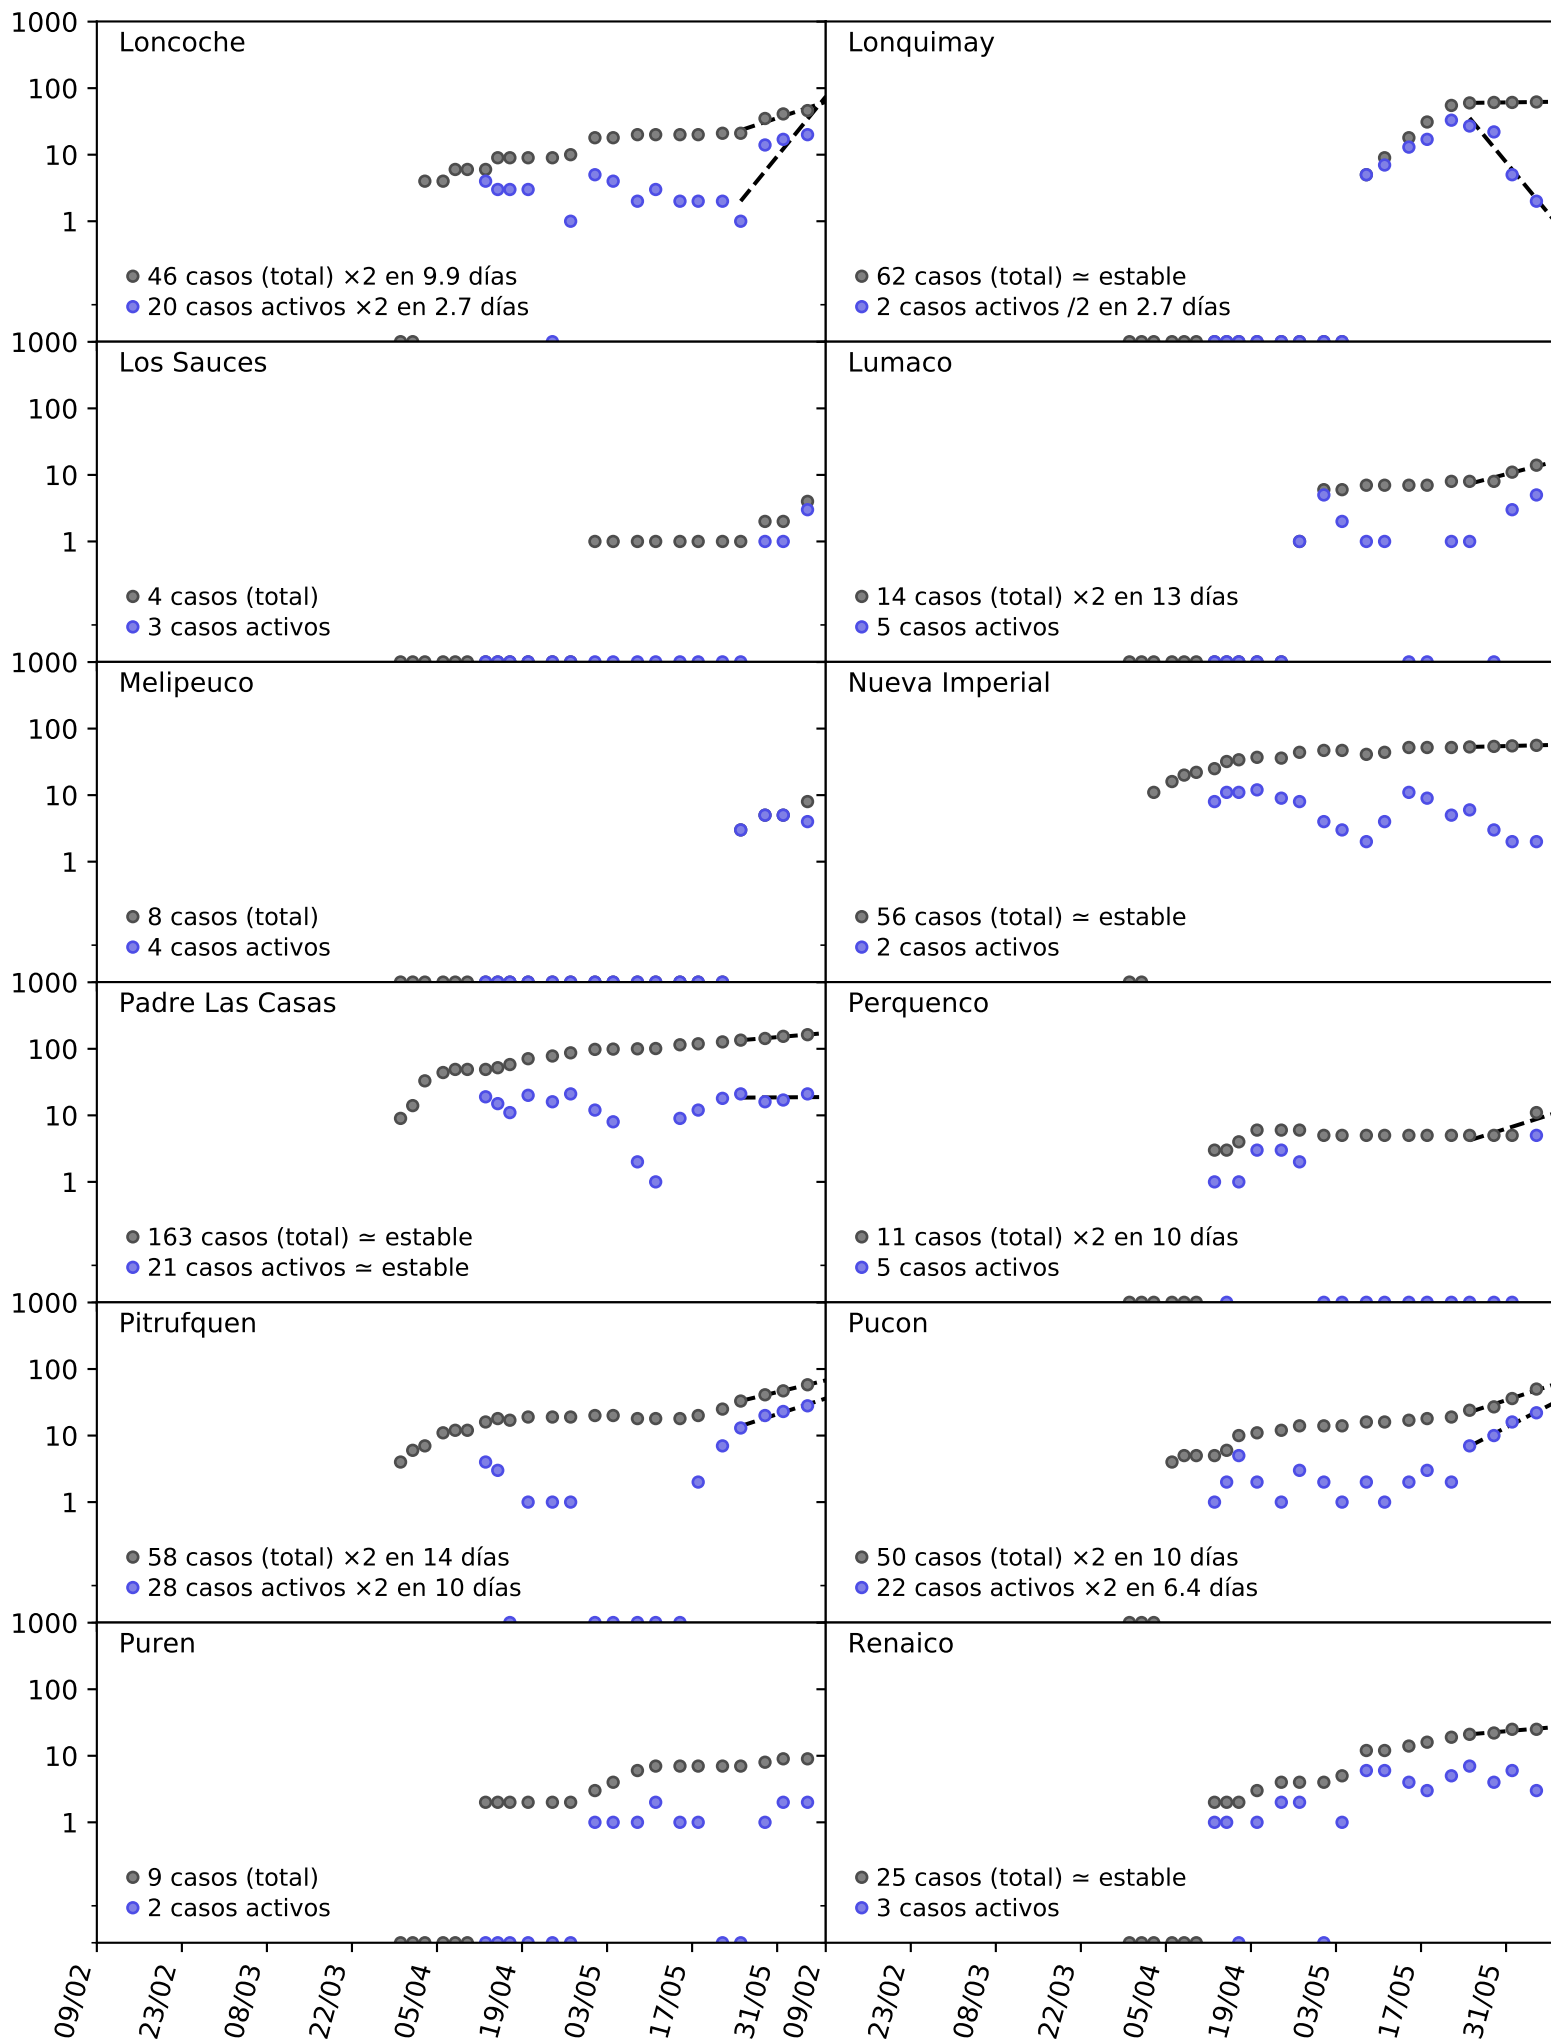 1000
Loncoche
Lonquimay
100
10
1
46 casos (total) ×2 en 9.9 días
62 casos (total) ≃ estable
20 casos activos ×2 en 2.7 días
2 casos activos /2 en 2.7 días
1000
Los Sauces
Lumaco
100
10
1
4 casos (total)
14 casos (total) ×2 en 13 días
3 casos activos
5 casos activos
1000
Melipeuco
Nueva Imperial
100
10
1
8 casos (total)
56 casos (total) ≃ estable
4 casos activos
2 casos activos
1000
Padre Las Casas
Perquenco
100
10
1
163 casos (total) ≃ estable
11 casos (total) ×2 en 10 días
21 casos activos ≃ estable
5 casos activos
1000
Pitrufquen
Pucon
100
10
1
58 casos (total) ×2 en 14 días
50 casos (total) ×2 en 10 días
28 casos activos ×2 en 10 días
22 casos activos ×2 en 6.4 días
1000
Puren
Renaico
100
10
1
9 casos (total)
25 casos (total) ≃ estable
2 casos activos
3 casos activos
09/02 23/02 08/03 22/03 05/04 19/04 03/05 17/05 31/05 09/02 23/02 08/03 22/03 05/04 19/04 03/05 17/05 31/05